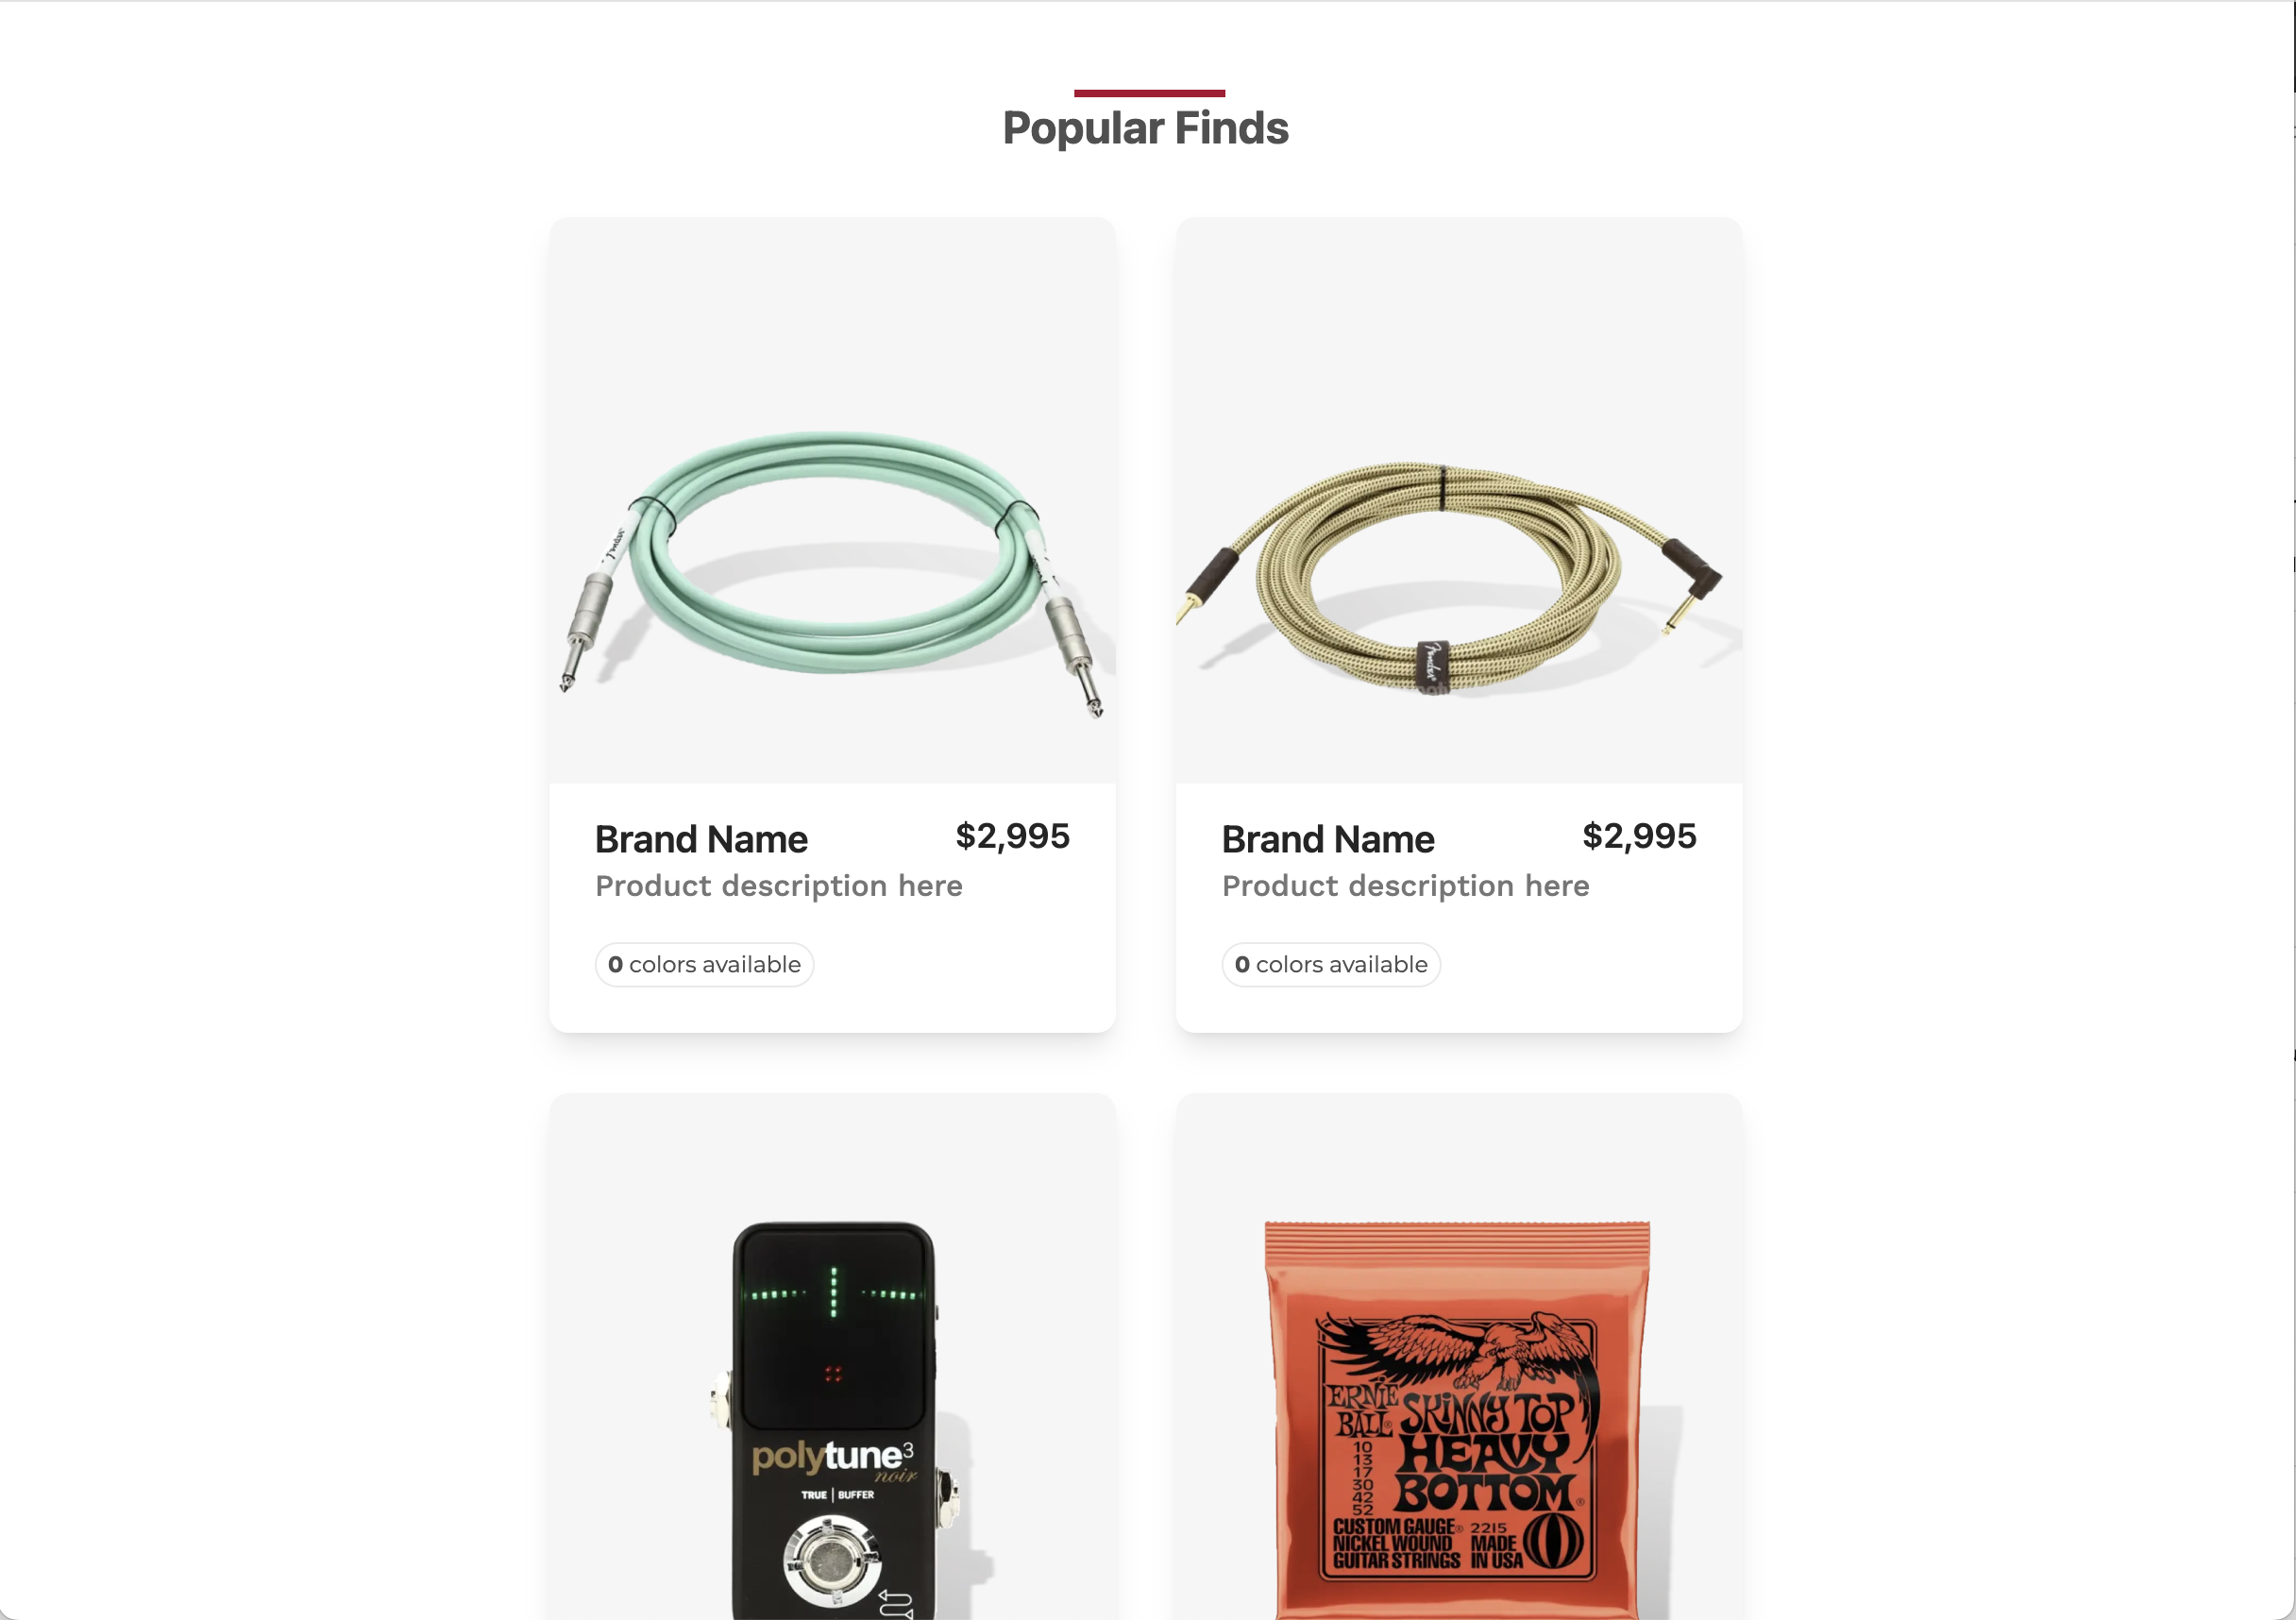 Popular Finds
Fender
Fender
Brand Name
$2,995
Product description here
0 colors available
Brand Name
$2,995
Product description here
0 colors available
polytune3
noir
TRUE | BUFFER
ERNIE BALL®
SKINNY TOP
HEAVY
BOTTOM®
10
13
17
30
42
52
CUSTOM GAUGE® 2215
NICKEL WOUND MADE
GUITAR STRINGS IN USA